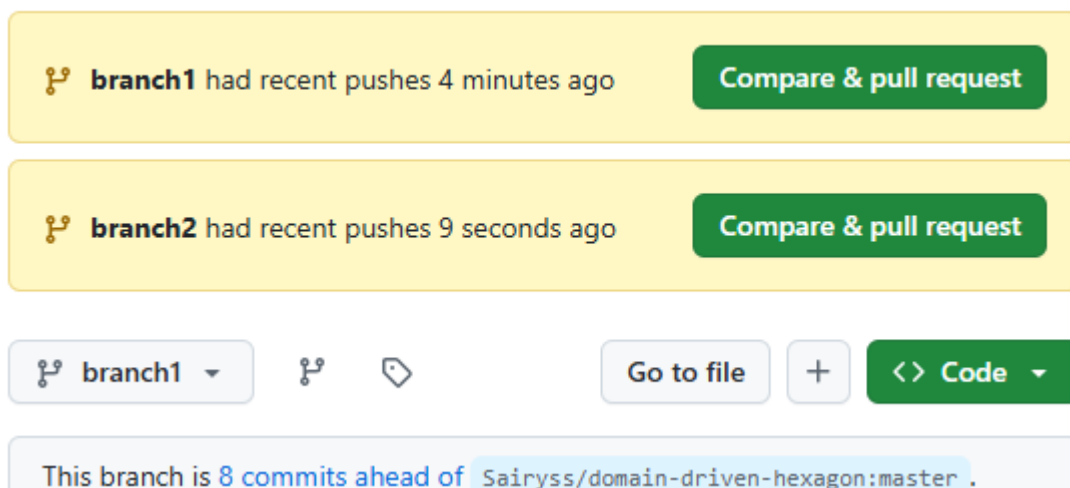 branch1 had recent pushes 4 minutes ago
Compare & pull request
branch2 had recent pushes 9 seconds ago
Compare & pull request
branch1
Go to file
+
<> Code
This branch is 8 commits ahead of Sairyss/domain-driven-hexagon:master .